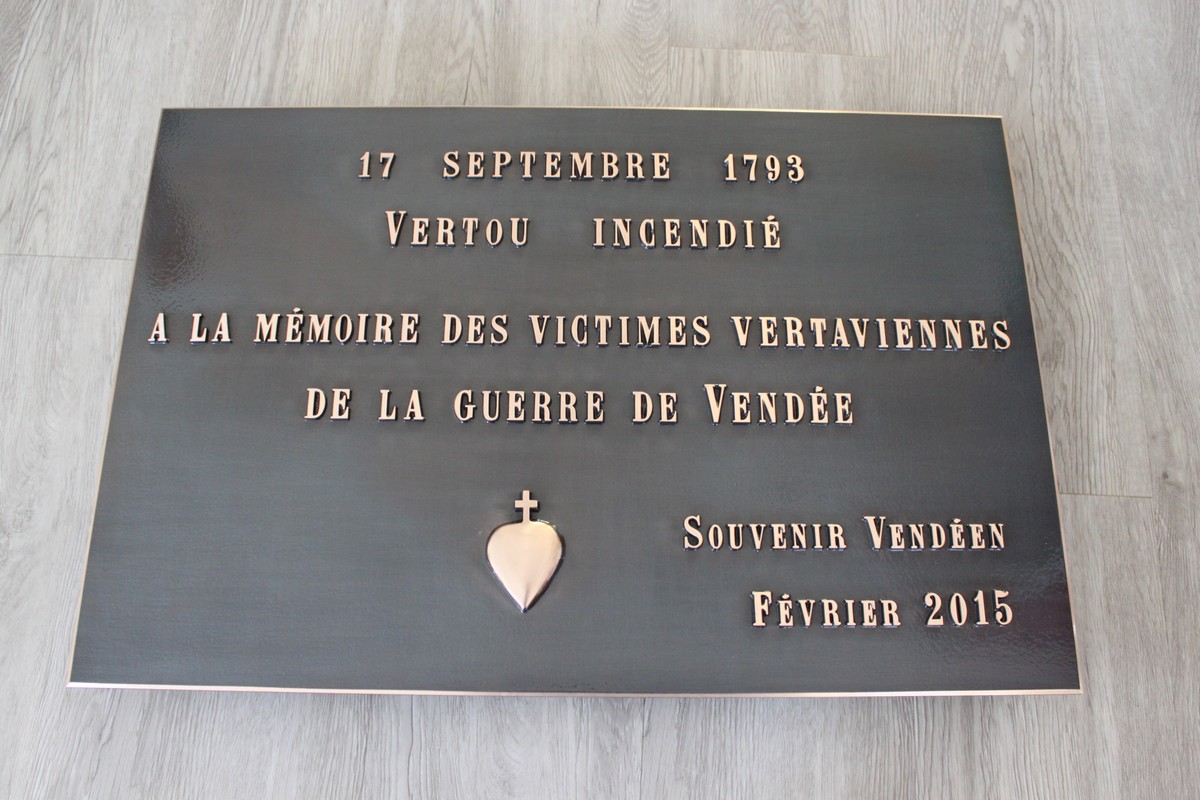 17 SEPTEMBRE 1793
VERTOU INCENDIÉ
A LA MÉMOIRE DES VICTIMES VERTAVIENNES
DE LA GUERRE DE VENDÉE
SOUVENIR VENDÉEN
FÉVRIER 2015